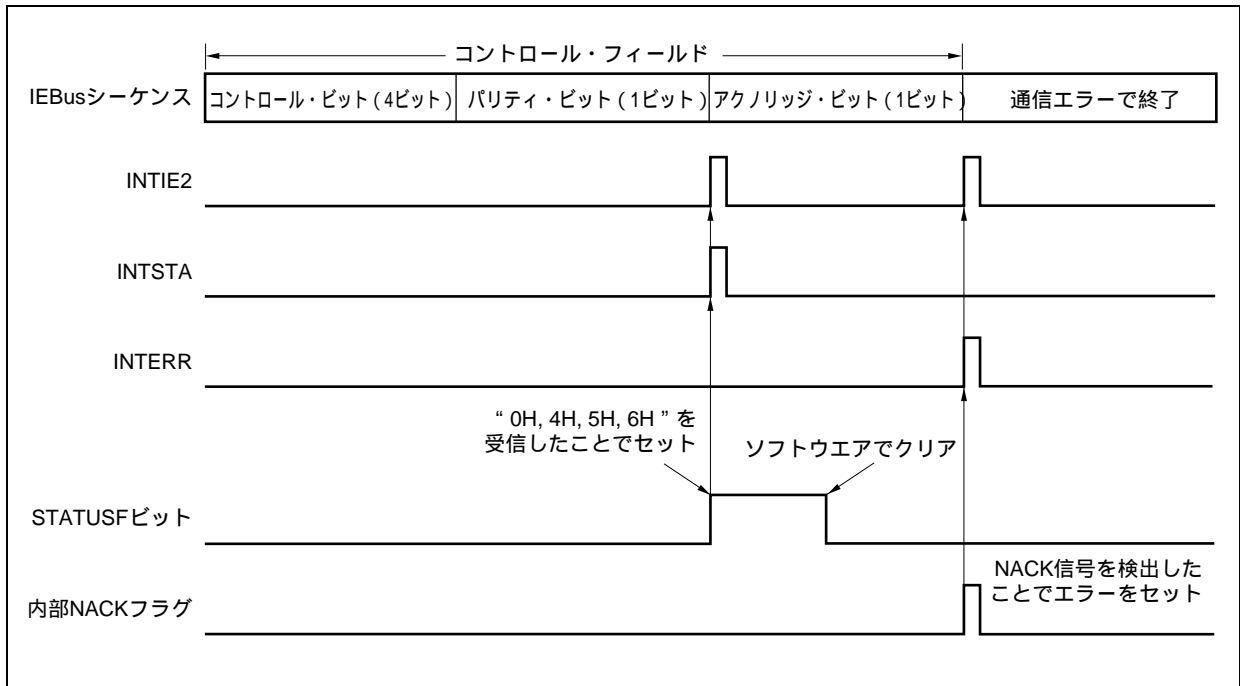 コントロール・フィールド
IEBusシーケンス
コントロール・ビット(4ビット)
パリティ・ビット(1ビット)
アクノリッジ・ビット(1ビット)
通信エラーで終了
INTIE2
INTSTA
INTERR
“0H, 4H, 5H, 6H”を
受信したことでセット
ソフトウエアでクリア
STATUSFビット
NACK信号を検出した
ことでエラーをセット
内部NACKフラグ